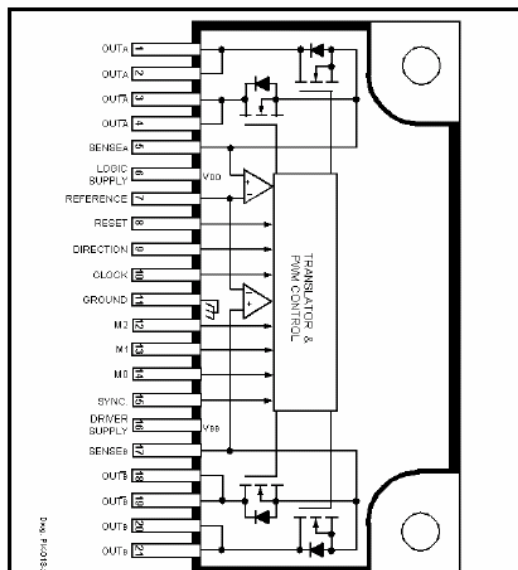 OUTA 1
OUTA 2
OUTA 3
OUTA 4
SENSEA 5
LOGIC SUPPLY 6 VDD
REFERENCE 7
RESET 8
DIRECTION 9
CLOCK 10
GROUND 11
M2 12
M1 13
M0 14
SYNC. 15
DRIVER SUPPLY 16 VBB
SENSEB 17
OUTB 18
OUTB 19
OUTB 20
OUTB 21
TRANSLATOR &
PWM CONTROL
+
−
−
+